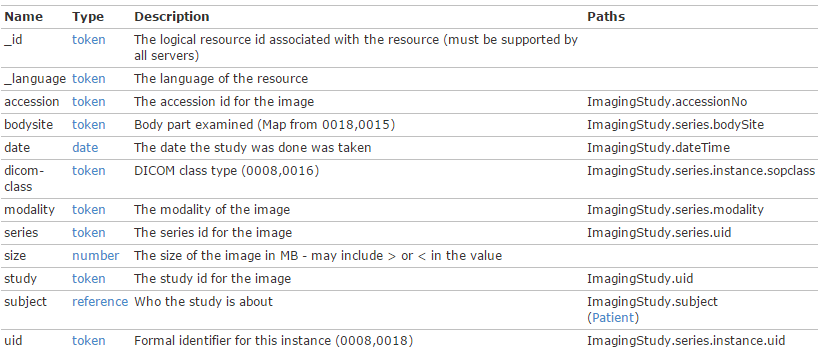 Name Type Description Paths
_id token The logical resource id associated with the resource (must be supported by
all servers)
_language token The language of the resource
accession token The accession id for the image ImagingStudy.accessionNo
bodysite token Body part examined (Map from 0018,0015) ImagingStudy.series.bodySite
date date The date the study was done was taken ImagingStudy.dateTime
dicom- token DICOM class type (0008,0016) ImagingStudy.series.instance.sopclass
class
modality token The modality of the image ImagingStudy.series.modality
series token The series id for the image ImagingStudy.series.uid
size number The size of the image in MB - may include > or < in the value
study token The study id for the image ImagingStudy.uid
subject reference Who the study is about ImagingStudy.subject
(Patient)
uid token Formal identifier for this instance (0008,0018) ImagingStudy.series.instance.uid